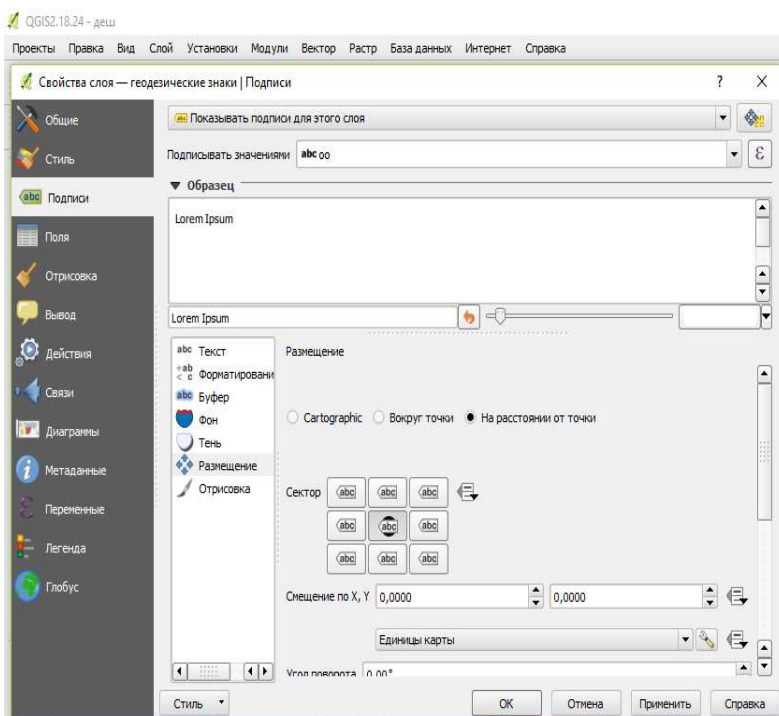 QGIS2.18.24 - деш
Проекты Правка Вид Слой Установки Модули Вектор Растр База данных Интернет Справка
Свойства слоя — геодезические знаки | Подписи ? X
Общие
Стиль
abc Подписи
Поля
Отрисовка
Вывод
Действия
Связи
Диаграммы
Метаданные
Переменные
Легенда
Глобус
abc Показывать подписи для этого слоя
Подписывать значениями abc oo ε
Образец
Lorem Ipsum
Lorem Ipsum
abc Текст
+ab < c Форматировани
abc Буфер
Фон
Тень
Размещение
Отрисовка
Размещение
Cartographic Вокруг точки На расстоянии от точки
Сектор abc abc abc
abc abc abc
abc abc abc
Смещение по X, Y 0,0000 0,0000
Единицы карты
Угол поворота 0,00°
Стиль OK Отмена Применить Справка